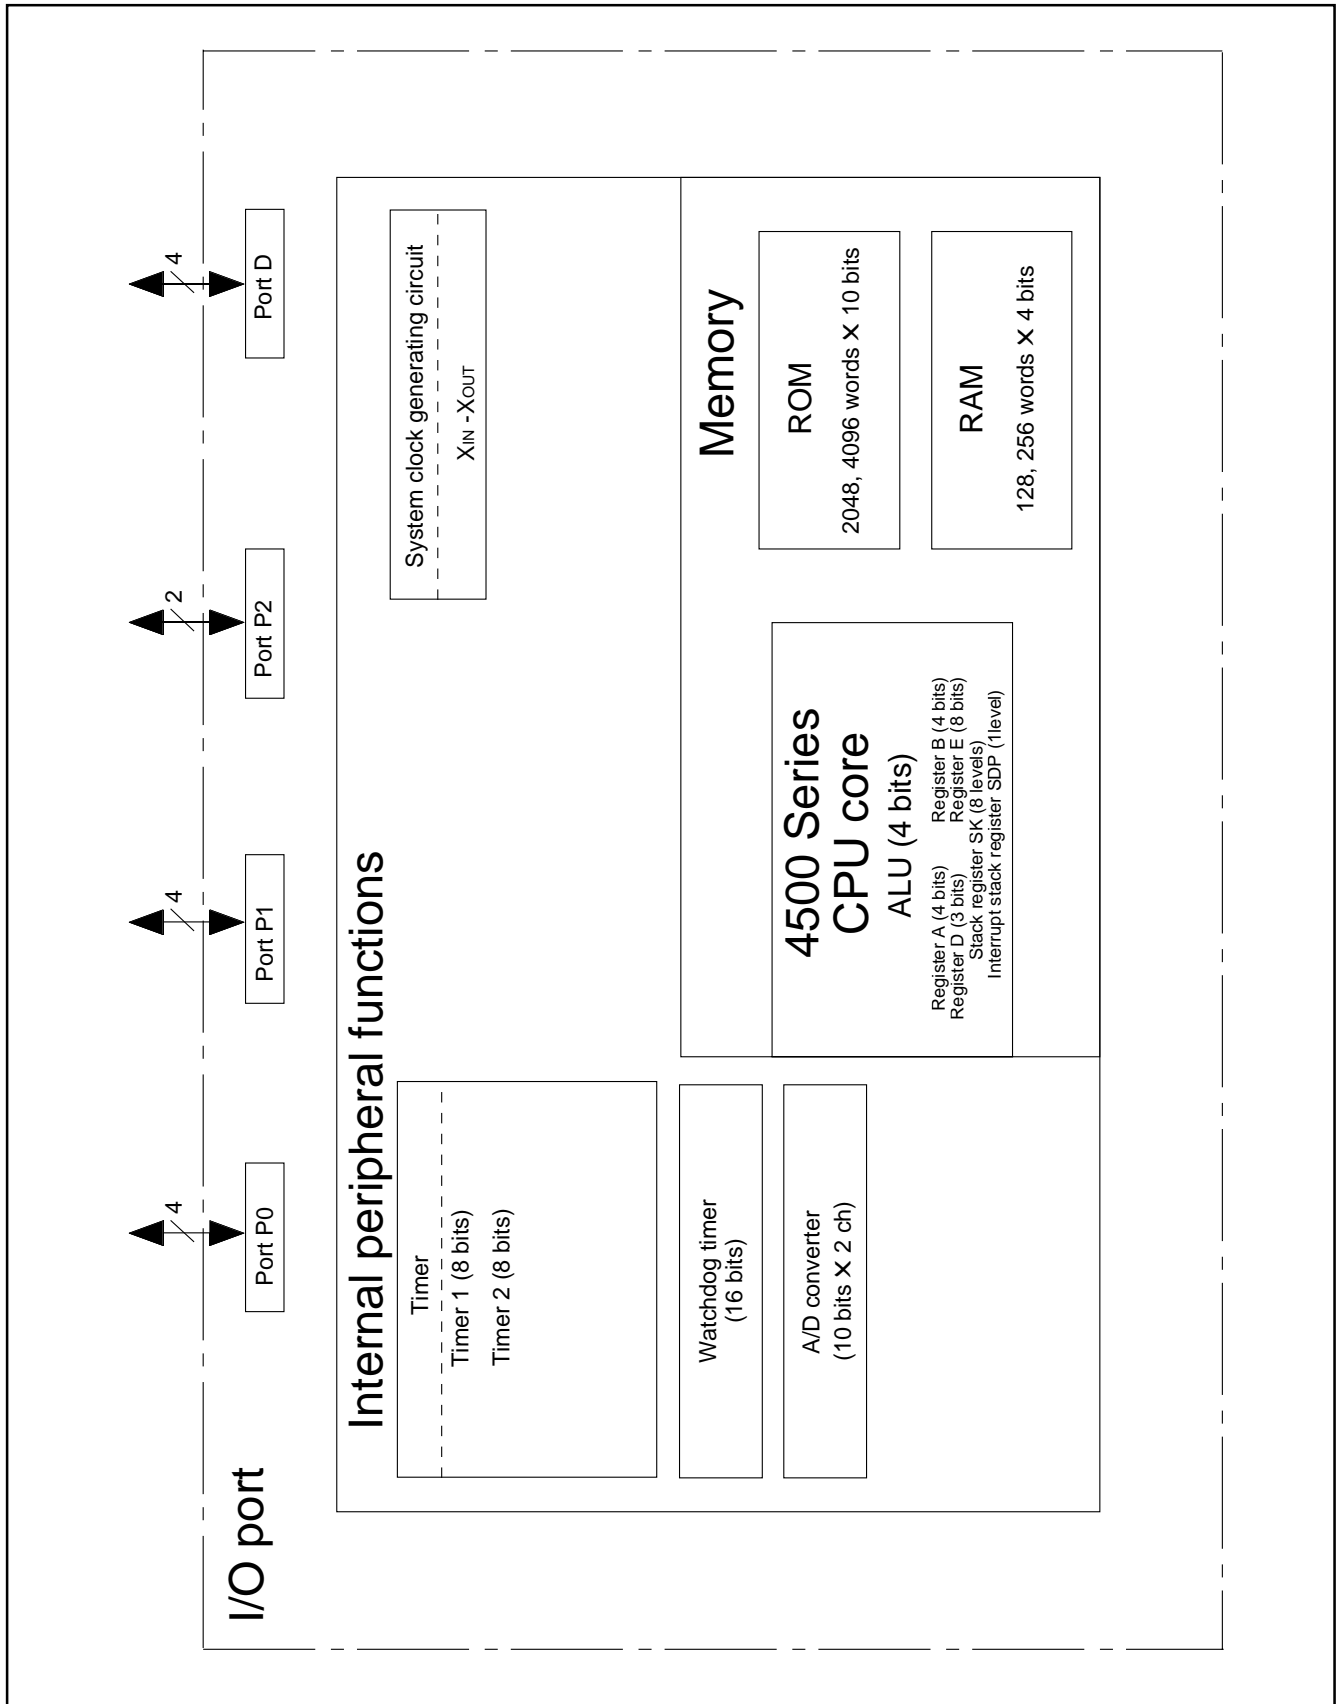 4
4
2
4
Port P0
Port P1
Port P2
Port D
I/O port
Internal peripheral functions
Timer
Timer 1 (8 bits)
Timer 2 (8 bits)
System clock generating circuit
XIN -XOUT
Watchdog timer
(16 bits)
A/D converter
(10 bits X 2 ch)
4500 Series
CPU core
ALU (4 bits)
Register A (4 bits) Register B (4 bits)
Register D (3 bits) Register E (8 bits)
Stack register SK (8 levels)
Interrupt stack register SDP (1level)
Memory
ROM
2048, 4096 words X 10 bits
RAM
128, 256 words X 4 bits